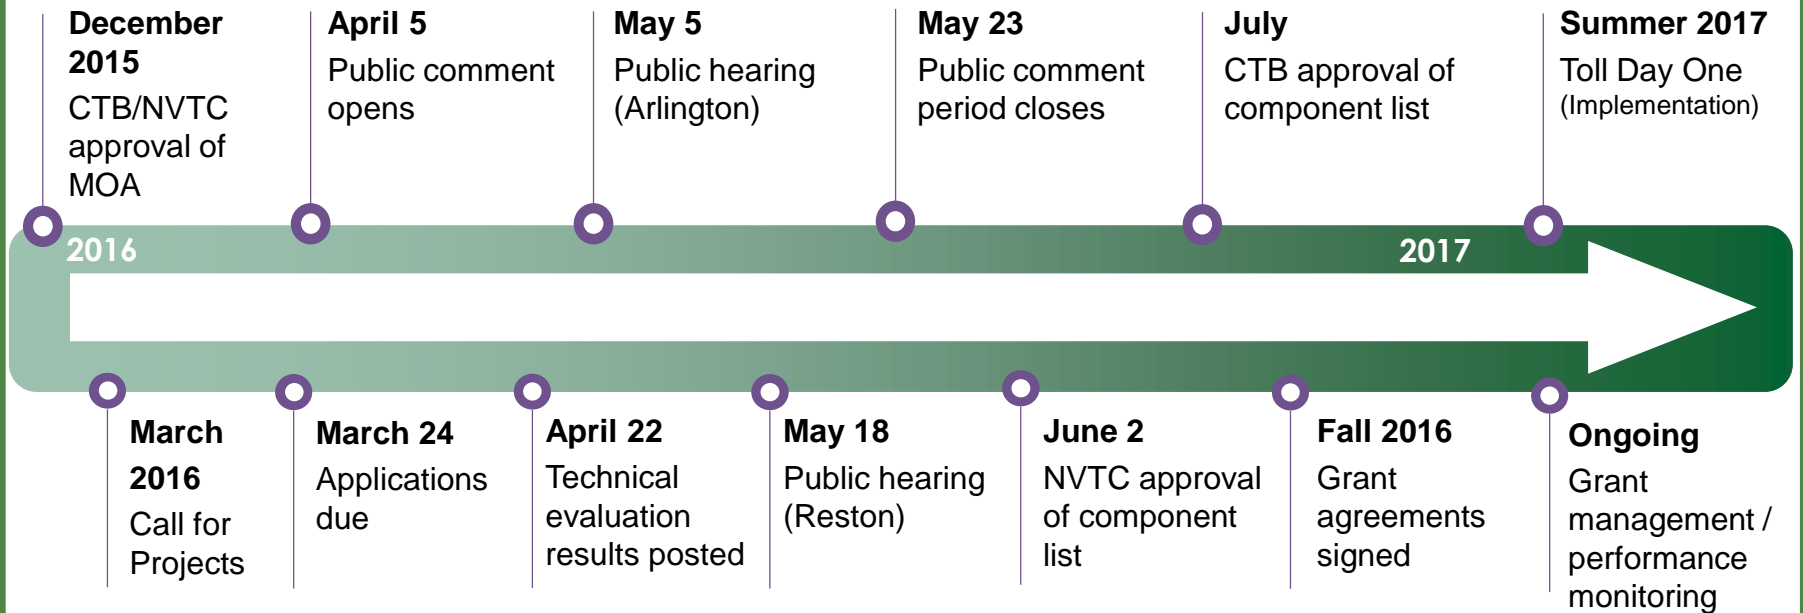 December
2015
CTB/NVTC
approval of
MOA
April 5
Public comment
opens
May 5
Public hearing
(Arlington)
May 23
Public comment
period closes
July
CTB approval of
component list
Summer 2017
Toll Day One
(Implementation)
2016
2017
March
2016
Call for
Projects
March 24
Applications
due
April 22
Technical
evaluation
results posted
May 18
Public hearing
(Reston)
June 2
NVTC approval
of component
list
Fall 2016
Grant
agreements
signed
Ongoing
Grant
management /
performance
monitoring